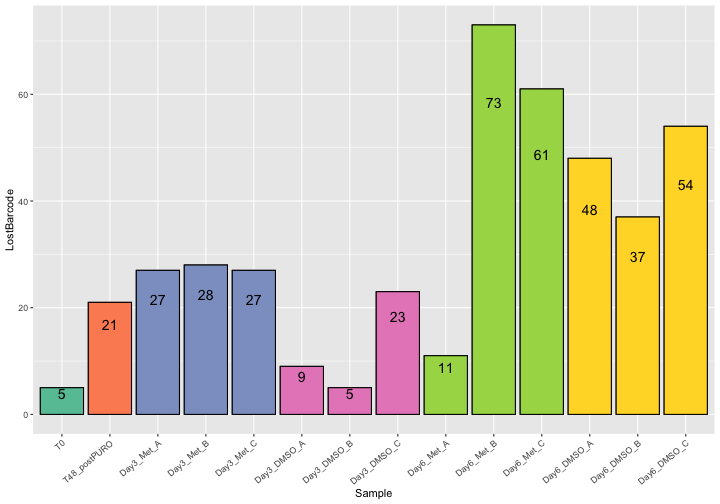 LostBarcode
60
40
20
0
5
21
27
28
27
9
5
23
11
73
61
48
37
54
T0
T48_postPURO
Day3_Met_A
Day3_Met_B
Day3_Met_C
Day3_DMSO_A
Day3_DMSO_B
Day3_DMSO_C
Day6_Met_A
Day6_Met_B
Day6_Met_C
Day6_DMSO_A
Day6_DMSO_B
Day6_DMSO_C
Sample